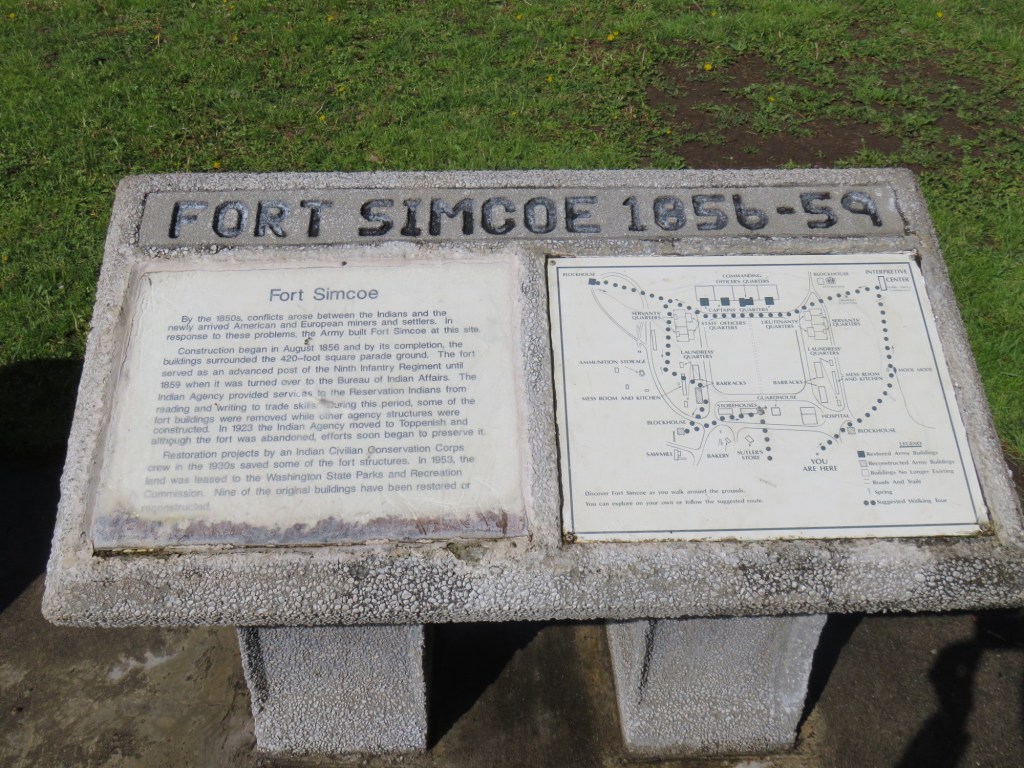 FORT SIMCOE 1856-59
Fort Simcoe
By the 1850s, conflicts arose between the Indians and the
newly arrived American and European miners and settlers. In
response to these problems, the Army built Fort Simcoe at this site.
Construction began in August 1856 and by its completion, the
buildings surrounded the 420-foot square parade ground. The fort
served as an advanced post of the Ninth Infantry Regiment until
1859 when it was turned over to the Bureau of Indian Affairs. The
Indian Agency provided services to the Reservation Indians from
reading and writing to trade skills. During this period, some of the
fort buildings were removed while other agency structures were
constructed. In 1923 the Indian Agency moved to Toppenish and
although the fort was abandoned, efforts soon began to preserve it.
Restoration projects by an Indian Civilian Conservation Corps
crew in the 1930s saved some of the fort structures. In 1953, the
land was leased to the Washington State Parks and Recreation
Commission. Nine of the original buildings have been restored or
reconstructed.
BLOCKHOUSE
COMMANDING
OFFICER'S QUARTERS
BLOCKHOUSE
INTERPRETIVE
CENTER
CAPTAINS' QUARTERS
SERVANTS'
QUARTERS
STAFF OFFICERS'
QUARTERS
LIEUTENANTS'
QUARTERS
SERVANTS'
QUARTERS
LAUNDRESS'
QUARTERS
LAUNDRESS'
QUARTERS
AMMUNITION STORAGE
BARRACKS
BARRACKS
MESS ROOM
AND KITCHEN
MESS ROOM AND KITCHEN
STOREHOUSES
GUARDHOUSE
HOSPITAL
BLOCKHOUSE
BLOCKHOUSE
SAWMILL
BAKERY
SUTLER'S
STORE
YOU
ARE HERE
LEGEND
Restored Army Buildings
Reconstructed Army Buildings
Buildings No Longer Existing
Roads And Trails
Spring
Suggested Walking Tour
Discover Fort Simcoe as you walk around the grounds.
You can explore on your own or follow the suggested route.